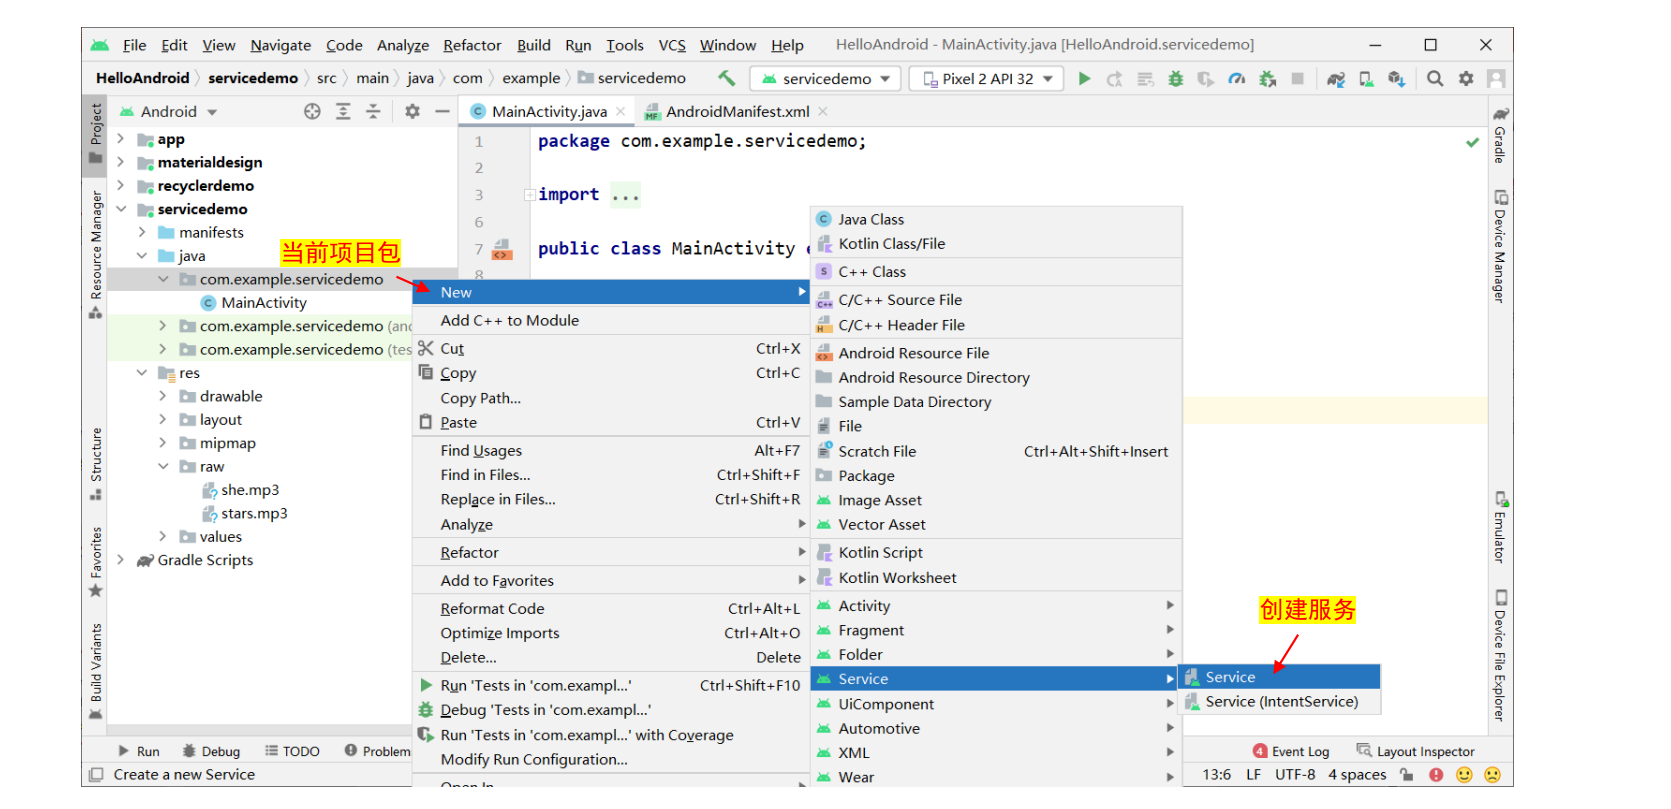 File Edit View Navigate Code Analyze Refactor Build Run Tools VCS Window Help HelloAndroid - MainActivity.java [HelloAndroid.servicedemo]
HelloAndroid servicedemo src main java com example servicedemo servicedemo Pixel 2 API 32
Android MainActivity.java AndroidManifest.xml
Project
Resource Manager
Structure
Favorites
Build Variants
app
materialdesign
recyclerdemo
servicedemo
manifests
java
当前项目包
com.example.servicedemo
MainActivity
com.example.servicedemo (and
com.example.servicedemo (tes
res
drawable
layout
mipmap
raw
she.mp3
stars.mp3
values
Gradle Scripts
1 package com.example.servicedemo;
2
3 import ...
6
7 public class MainActivity
8
New
Add C++ to Module
Cut Ctrl+X
Copy Ctrl+C
Copy Path...
Paste Ctrl+V
Find Usages Alt+F7
Find in Files... Ctrl+Shift+F
Replace in Files... Ctrl+Shift+R
Analyze
Refactor
Add to Favorites
Reformat Code Ctrl+Alt+L
Optimize Imports Ctrl+Alt+O
Delete... Delete
Run 'Tests in 'com.exampl...' Ctrl+Shift+F10
Debug 'Tests in 'com.exampl...'
Run 'Tests in 'com.exampl...' with Coverage
Modify Run Configuration...
Open In
Java Class
Kotlin Class/File
C++ Class
C/C++ Source File
C/C++ Header File
Android Resource File
Android Resource Directory
Sample Data Directory
File
Scratch File Ctrl+Alt+Shift+Insert
Package
Image Asset
Vector Asset
Kotlin Script
Kotlin Worksheet
Activity
Fragment
Folder
Service
UiComponent
Automotive
XML
Wear
创建服务
Service
Service (IntentService)
Gradle
Device Manager
Emulator
Device File Explorer
Run Debug TODO Problem 4 Event Log Layout Inspector
Create a new Service 13:6 LF UTF-8 4 spaces